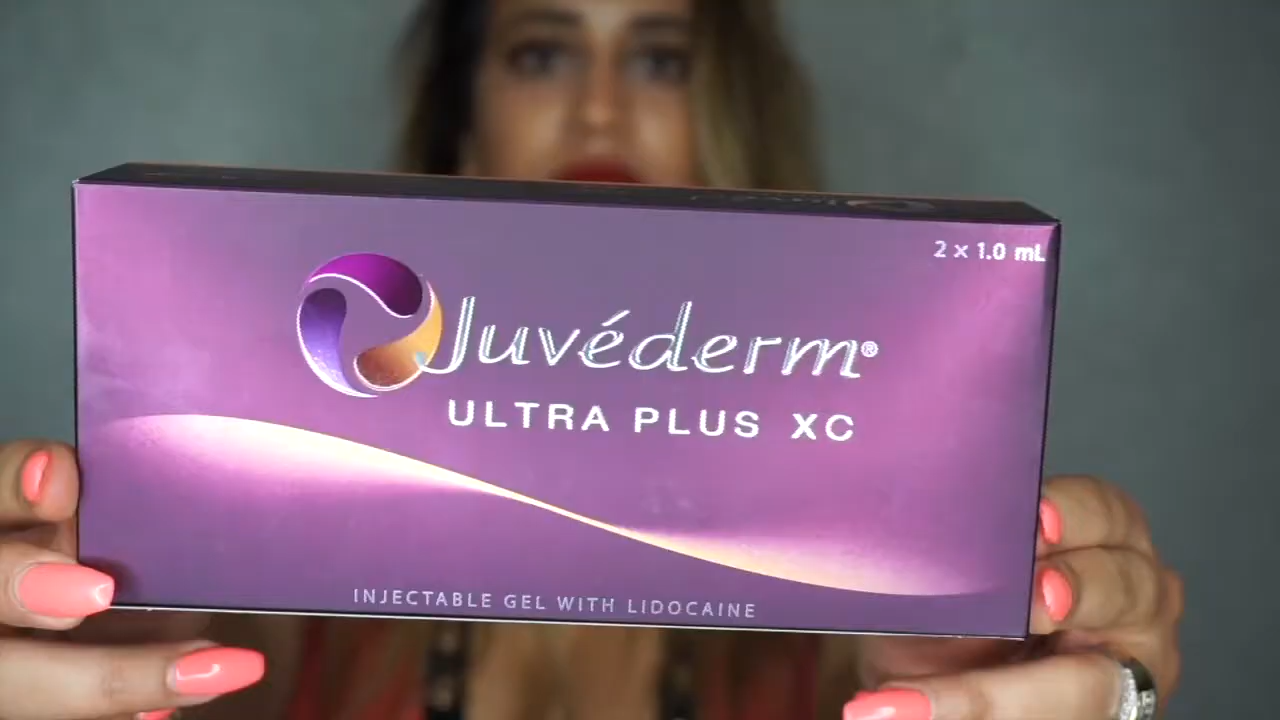 2 x 1.0 mL
Juvéderm®
ULTRA PLUS XC
INJECTABLE GEL WITH LIDOCAINE